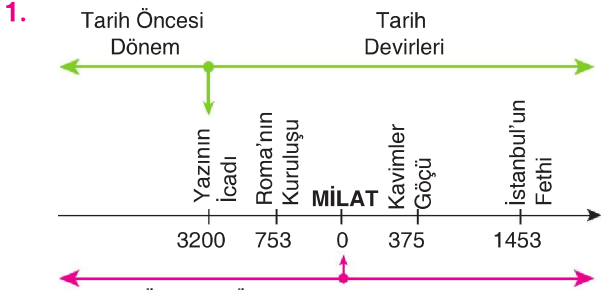 1.
Tarih Öncesi
Dönem
Tarih
Devirleri
Yazının
İcadı
Roma'nın
Kuruluşu
MİLAT
Kavimler
Göçü
İstanbul'un
Fethi
3200
753
0
375
1453